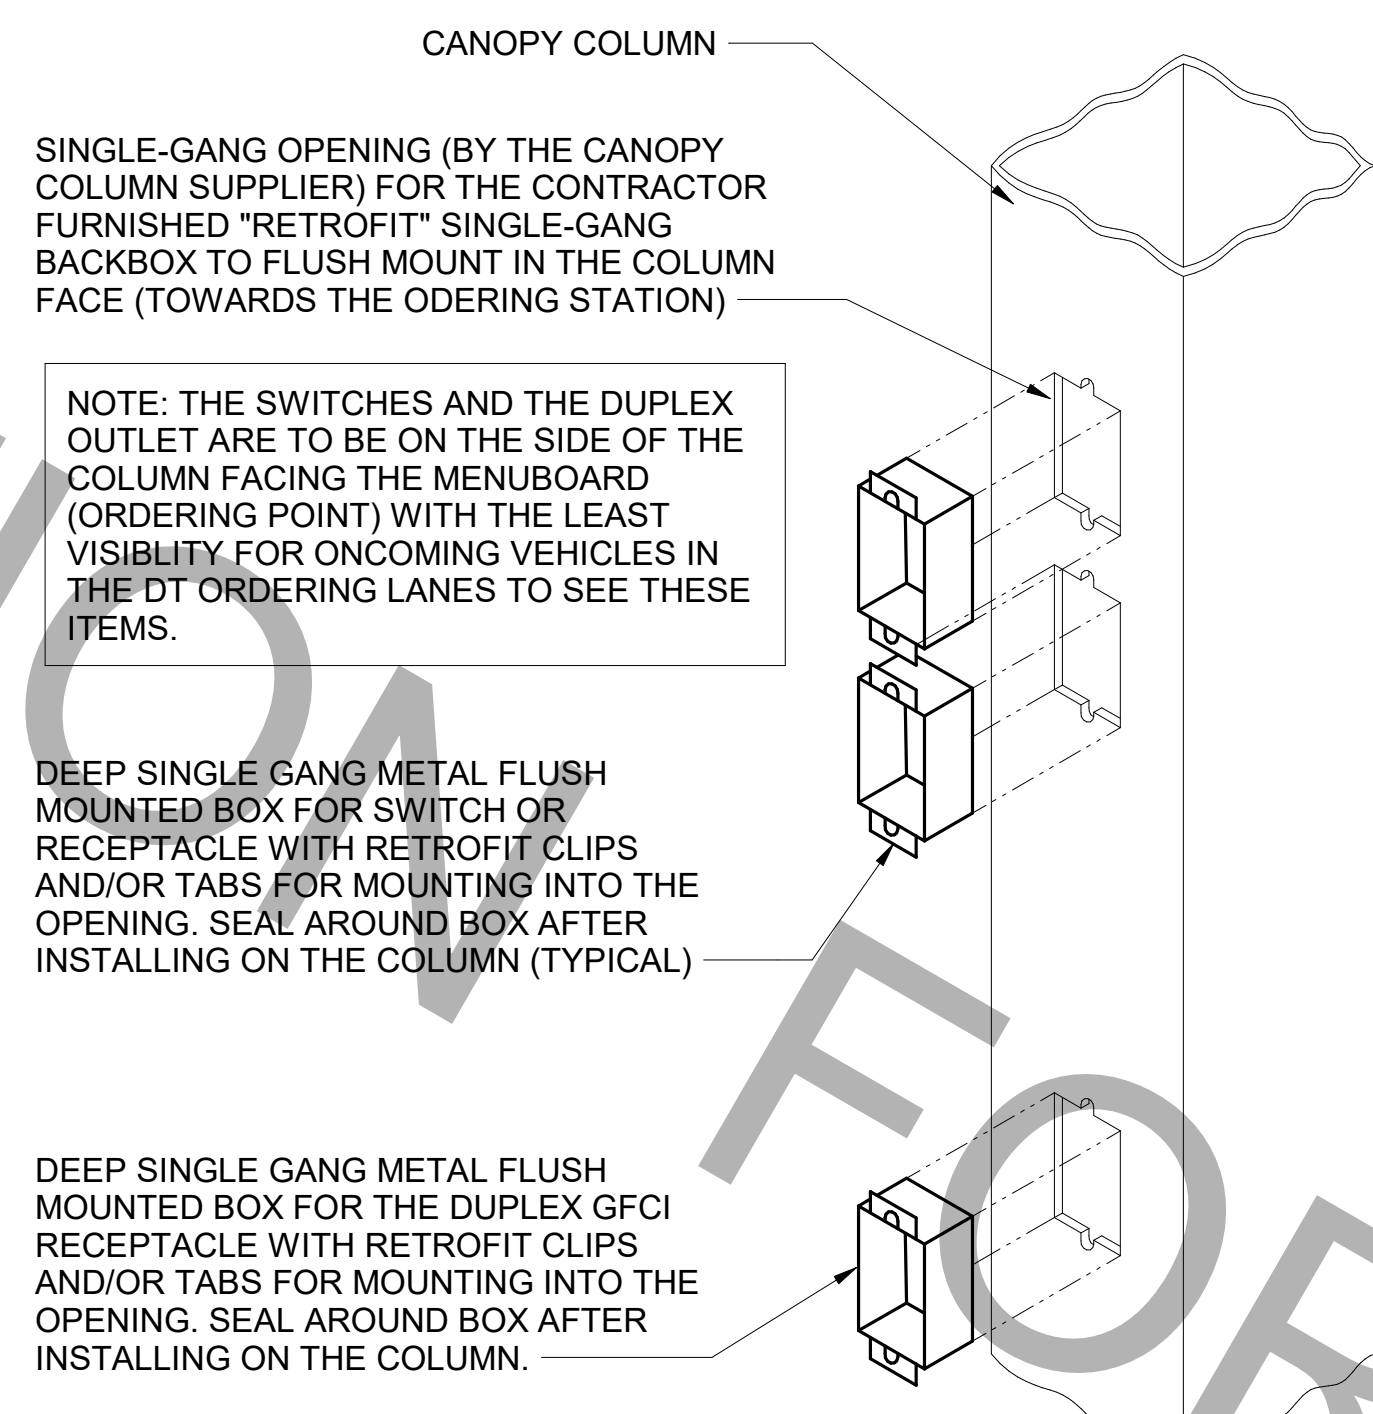 CANOPY COLUMN
SINGLE-GANG OPENING (BY THE CANOPY
COLUMN SUPPLIER) FOR THE CONTRACTOR
FURNISHED "RETROFIT" SINGLE-GANG
BACKBOX TO FLUSH MOUNT IN THE COLUMN
FACE (TOWARDS THE ODERING STATION)
NOTE: THE SWITCHES AND THE DUPLEX
OUTLET ARE TO BE ON THE SIDE OF THE
COLUMN FACING THE MENUBOARD
(ORDERING POINT) WITH THE LEAST
VISIBLITY FOR ONCOMING VEHICLES IN
THE DT ORDERING LANES TO SEE THESE
ITEMS.
DEEP SINGLE GANG METAL FLUSH
MOUNTED BOX FOR SWITCH OR
RECEPTACLE WITH RETROFIT CLIPS
AND/OR TABS FOR MOUNTING INTO THE
OPENING. SEAL AROUND BOX AFTER
INSTALLING ON THE COLUMN (TYPICAL)
DEEP SINGLE GANG METAL FLUSH
MOUNTED BOX FOR THE DUPLEX GFCI
RECEPTACLE WITH RETROFIT CLIPS
AND/OR TABS FOR MOUNTING INTO THE
OPENING. SEAL AROUND BOX AFTER
INSTALLING ON THE COLUMN.
ION FOR